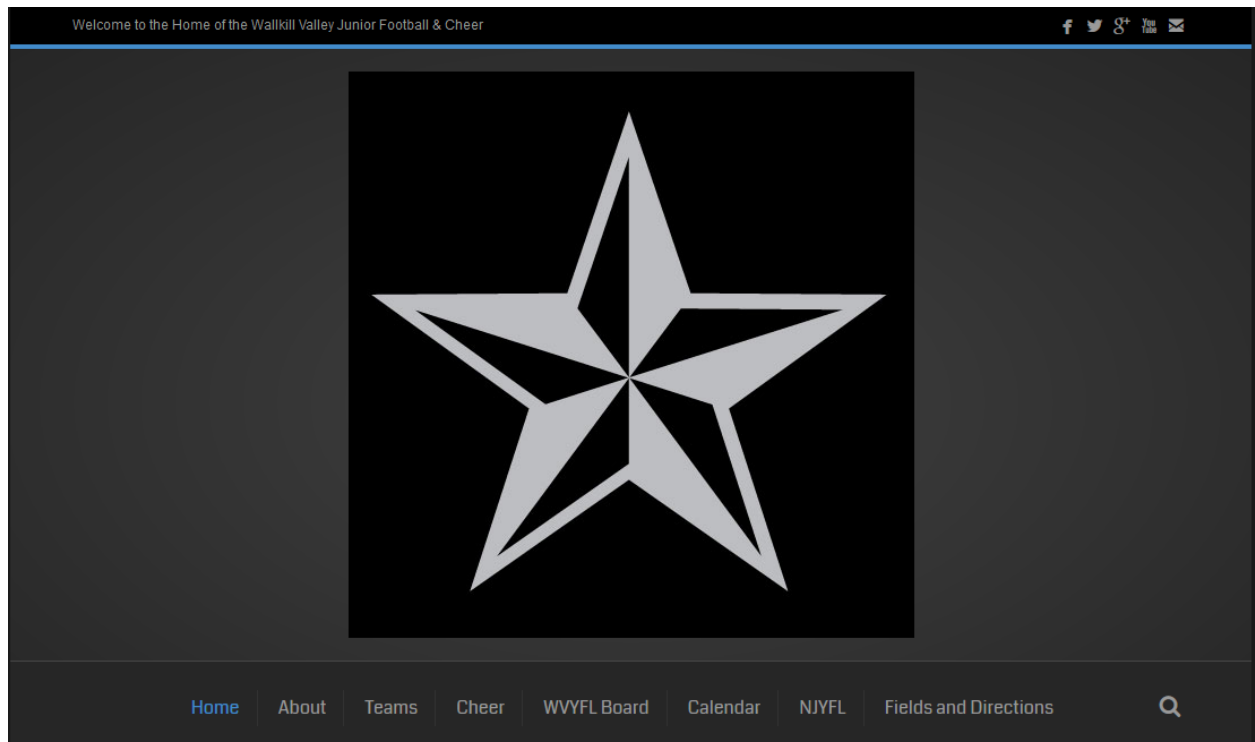 Welcome to the Home of the Wallkill Valley Junior Football & Cheer
Home About Teams Cheer WVYFL Board Calendar NJYFL Fields and Directions